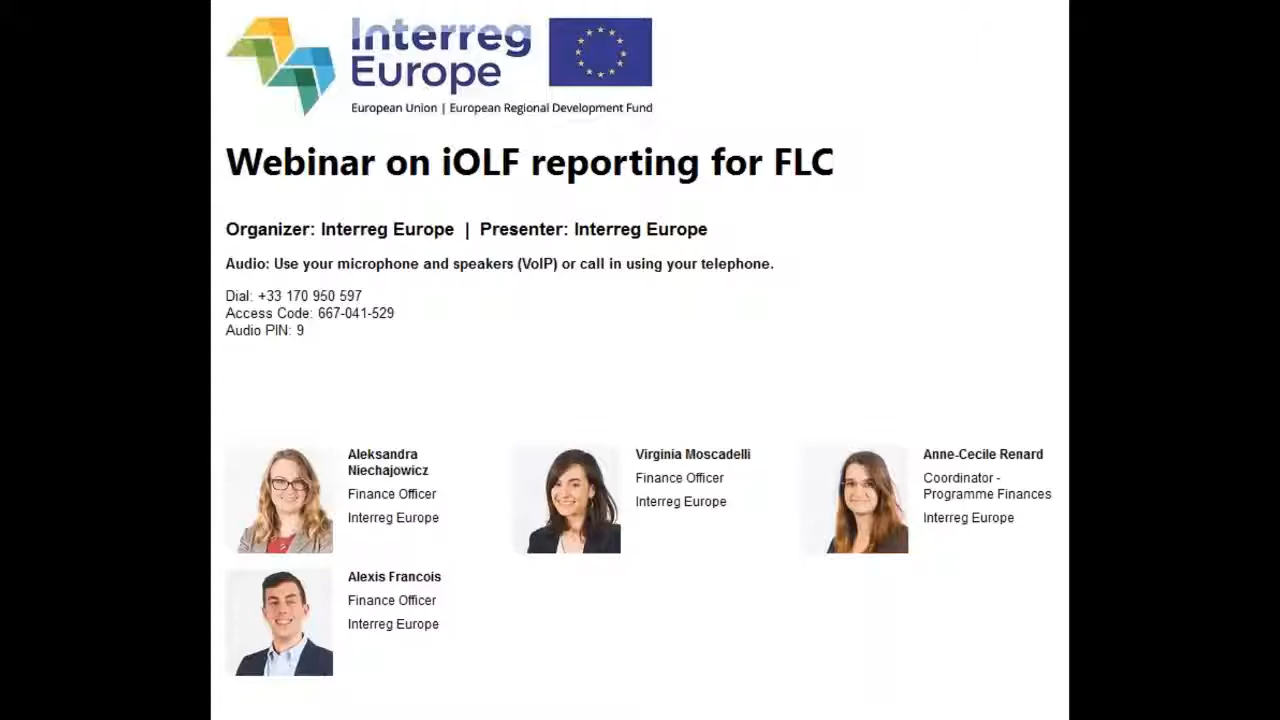 Interreg
Europe
European Union | European Regional Development Fund
Webinar on iOLF reporting for FLC
Organizer: Interreg Europe | Presenter: Interreg Europe
Audio: Use your microphone and speakers (VoIP) or call in using your telephone.
Dial: +33 170 950 597
Access Code: 667-041-529
Audio PIN: 9
Aleksandra
Niechajowicz
Finance Officer
Interreg Europe
Virginia Moscadelli
Finance Officer
Interreg Europe
Anne-Cecile Renard
Coordinator -
Programme Finances
Interreg Europe
Alexis Francois
Finance Officer
Interreg Europe